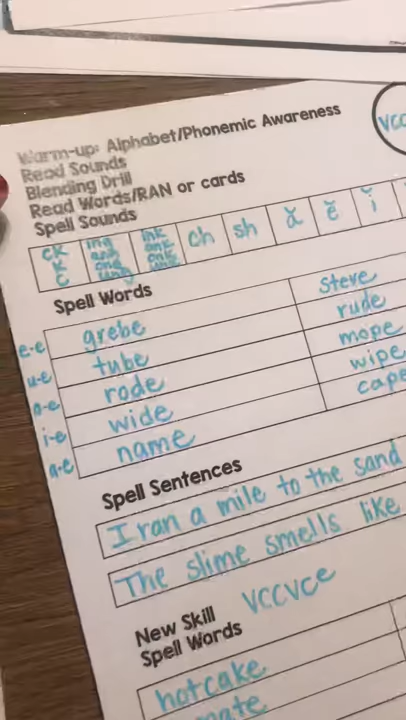 VCC
Warm-up: Alphabet/Phonemic Awareness
Read Sounds
Blending Drill
Read Words/RAN or cards
Spell Sounds
ck k c ing ang ong ung ink ank onk unk ch sh ă ĕ ĭ
Spell Words
e-e grebe steve
u-e tube rude
o-e rode mope
i-e wide wipe
a-e name cape
Spell Sentences
I ran a mile to the sand
The slime smells like
New Skill VCCVCe
Spell Words
hotcake